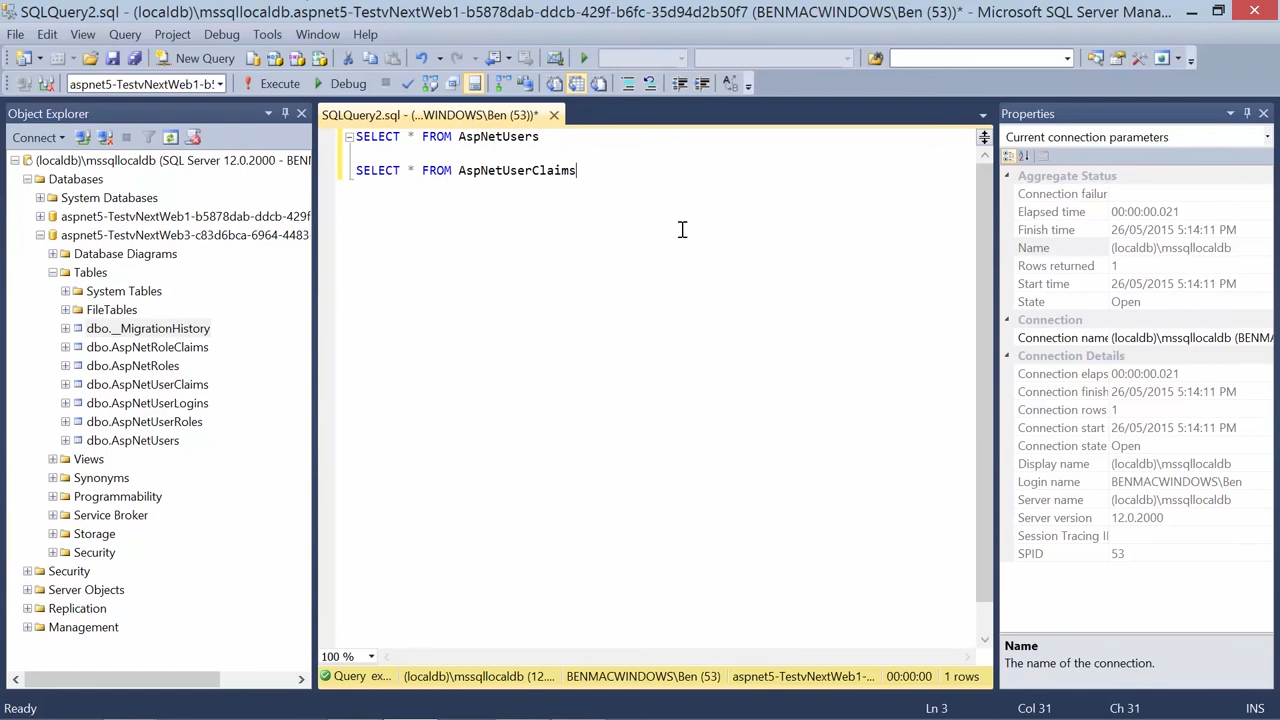 SQLQuery2.sql - (localdb)\mssqllocaldb.aspnet5-TestvNextWeb1-b5878dab-ddcb-429f-b6fc-35d94d2b50f7 (BENMACWINDOWS\Ben (53))* - Microsoft SQL Server Mana...
File Edit View Query Project Debug Tools Window Help
New Query
aspnet5-TestvNextWeb1-b5 Execute Debug
Object Explorer
Connect
(localdb)\mssqllocaldb (SQL Server 12.0.2000 - BENM
Databases
System Databases
aspnet5-TestvNextWeb1-b5878dab-ddcb-429f
aspnet5-TestvNextWeb3-c83d6bca-6964-4483-
Database Diagrams
Tables
System Tables
FileTables
dbo.__MigrationHistory
dbo.AspNetRoleClaims
dbo.AspNetRoles
dbo.AspNetUserClaims
dbo.AspNetUserLogins
dbo.AspNetUserRoles
dbo.AspNetUsers
Views
Synonyms
Programmability
Service Broker
Storage
Security
Security
Server Objects
Replication
Management
SQLQuery2.sql - (...WINDOWS\Ben (53))*
SELECT * FROM AspNetUsers
SELECT * FROM AspNetUserClaims
100 %
Query ex... (localdb)\mssqllocaldb (12.... BENMACWINDOWS\Ben (53) aspnet5-TestvNextWeb1-... 00:00:00 1 rows
Properties
Current connection parameters
Aggregate Status
Connection failur
Elapsed time 00:00:00.021
Finish time 26/05/2015 5:14:11 PM
Name (localdb)\mssqllocaldb
Rows returned 1
Start time 26/05/2015 5:14:11 PM
State Open
Connection
Connection name (localdb)\mssqllocaldb (BENMA
Connection Details
Connection elaps 00:00:00.021
Connection finish 26/05/2015 5:14:11 PM
Connection rows 1
Connection start 26/05/2015 5:14:11 PM
Connection state Open
Display name (localdb)\mssqllocaldb
Login name BENMACWINDOWS\Ben
Server name (localdb)\mssqllocaldb
Server version 12.0.2000
Session Tracing II
SPID 53
Name
The name of the connection.
Ready Ln 3 Col 31 Ch 31 INS